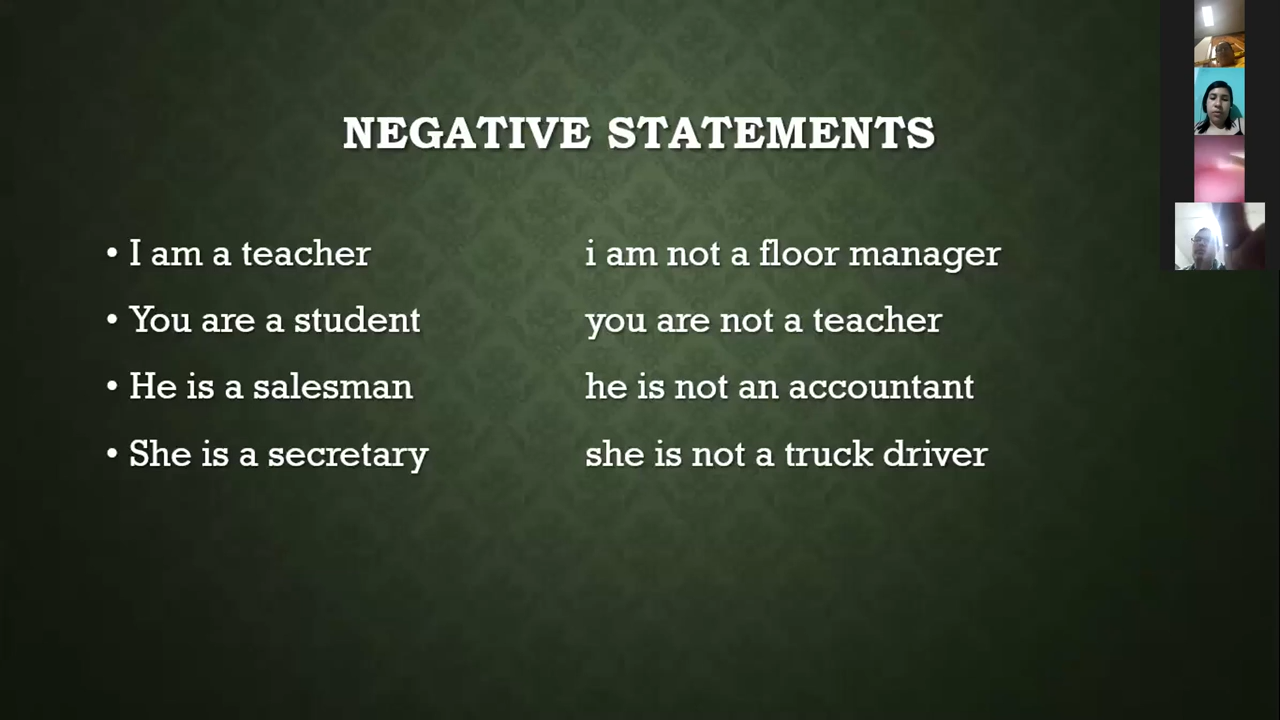 NEGATIVE STATEMENTS
• I am a teacher i am not a floor manager
• You are a student you are not a teacher
• He is a salesman he is not an accountant
• She is a secretary she is not a truck driver